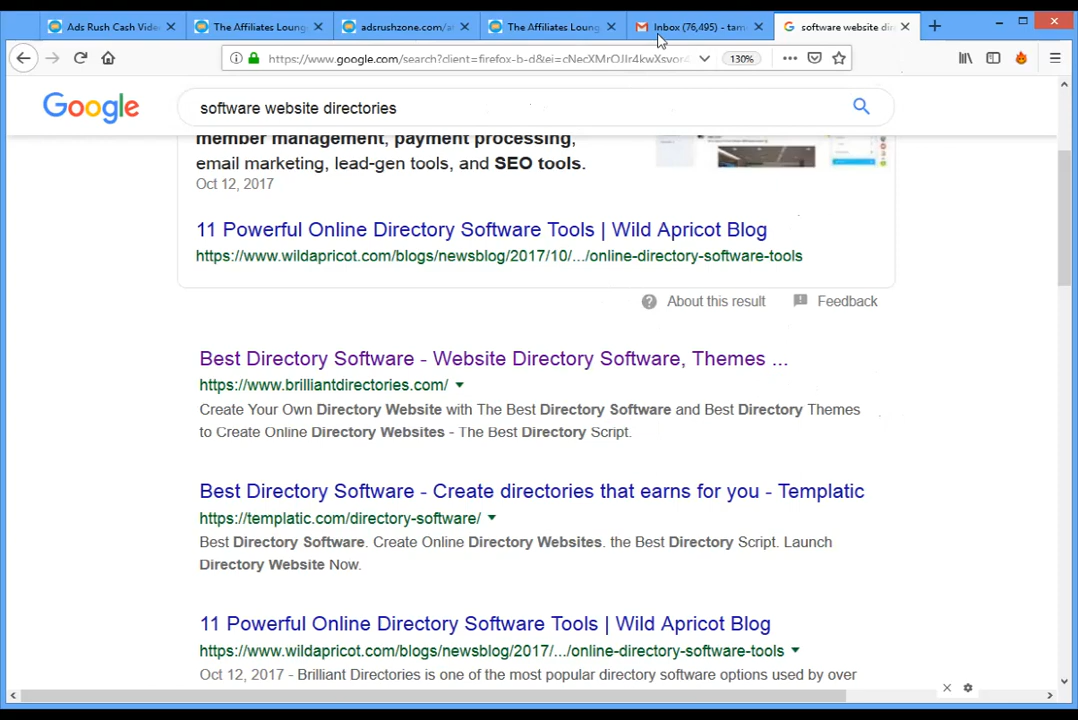 Ads Rush Cash Vide
The Affiliates Loung
adsrushzone.com/a
The Affiliates Loung
Inbox (76,495) - tam
software website di
https://www.google.com/search?client=firefox-b-d&ei=
130%
Google
software website directories
member management, payment processing,
email marketing, lead-gen tools, and SEO tools.
Oct 12, 2017
11 Powerful Online Directory Software Tools | Wild Apricot Blog
https://www.wildapricot.com/blogs/newsblog/2017/10/.../online-directory-software-tools
About this result
Feedback
Best Directory Software - Website Directory Software, Themes ...
https://www.brilliantdirectories.com/
Create Your Own Directory Website with The Best Directory Software and Best Directory Themes
to Create Online Directory Websites - The Best Directory Script.
Best Directory Software - Create directories that earns for you - Templatic
https://templatic.com/directory-software/
Best Directory Software. Create Online Directory Websites. the Best Directory Script. Launch
Directory Website Now.
11 Powerful Online Directory Software Tools | Wild Apricot Blog
https://www.wildapricot.com/blogs/newsblog/2017/.../online-directory-software-tools
Oct 12, 2017 - Brilliant Directories is one of the most popular directory software options used by over